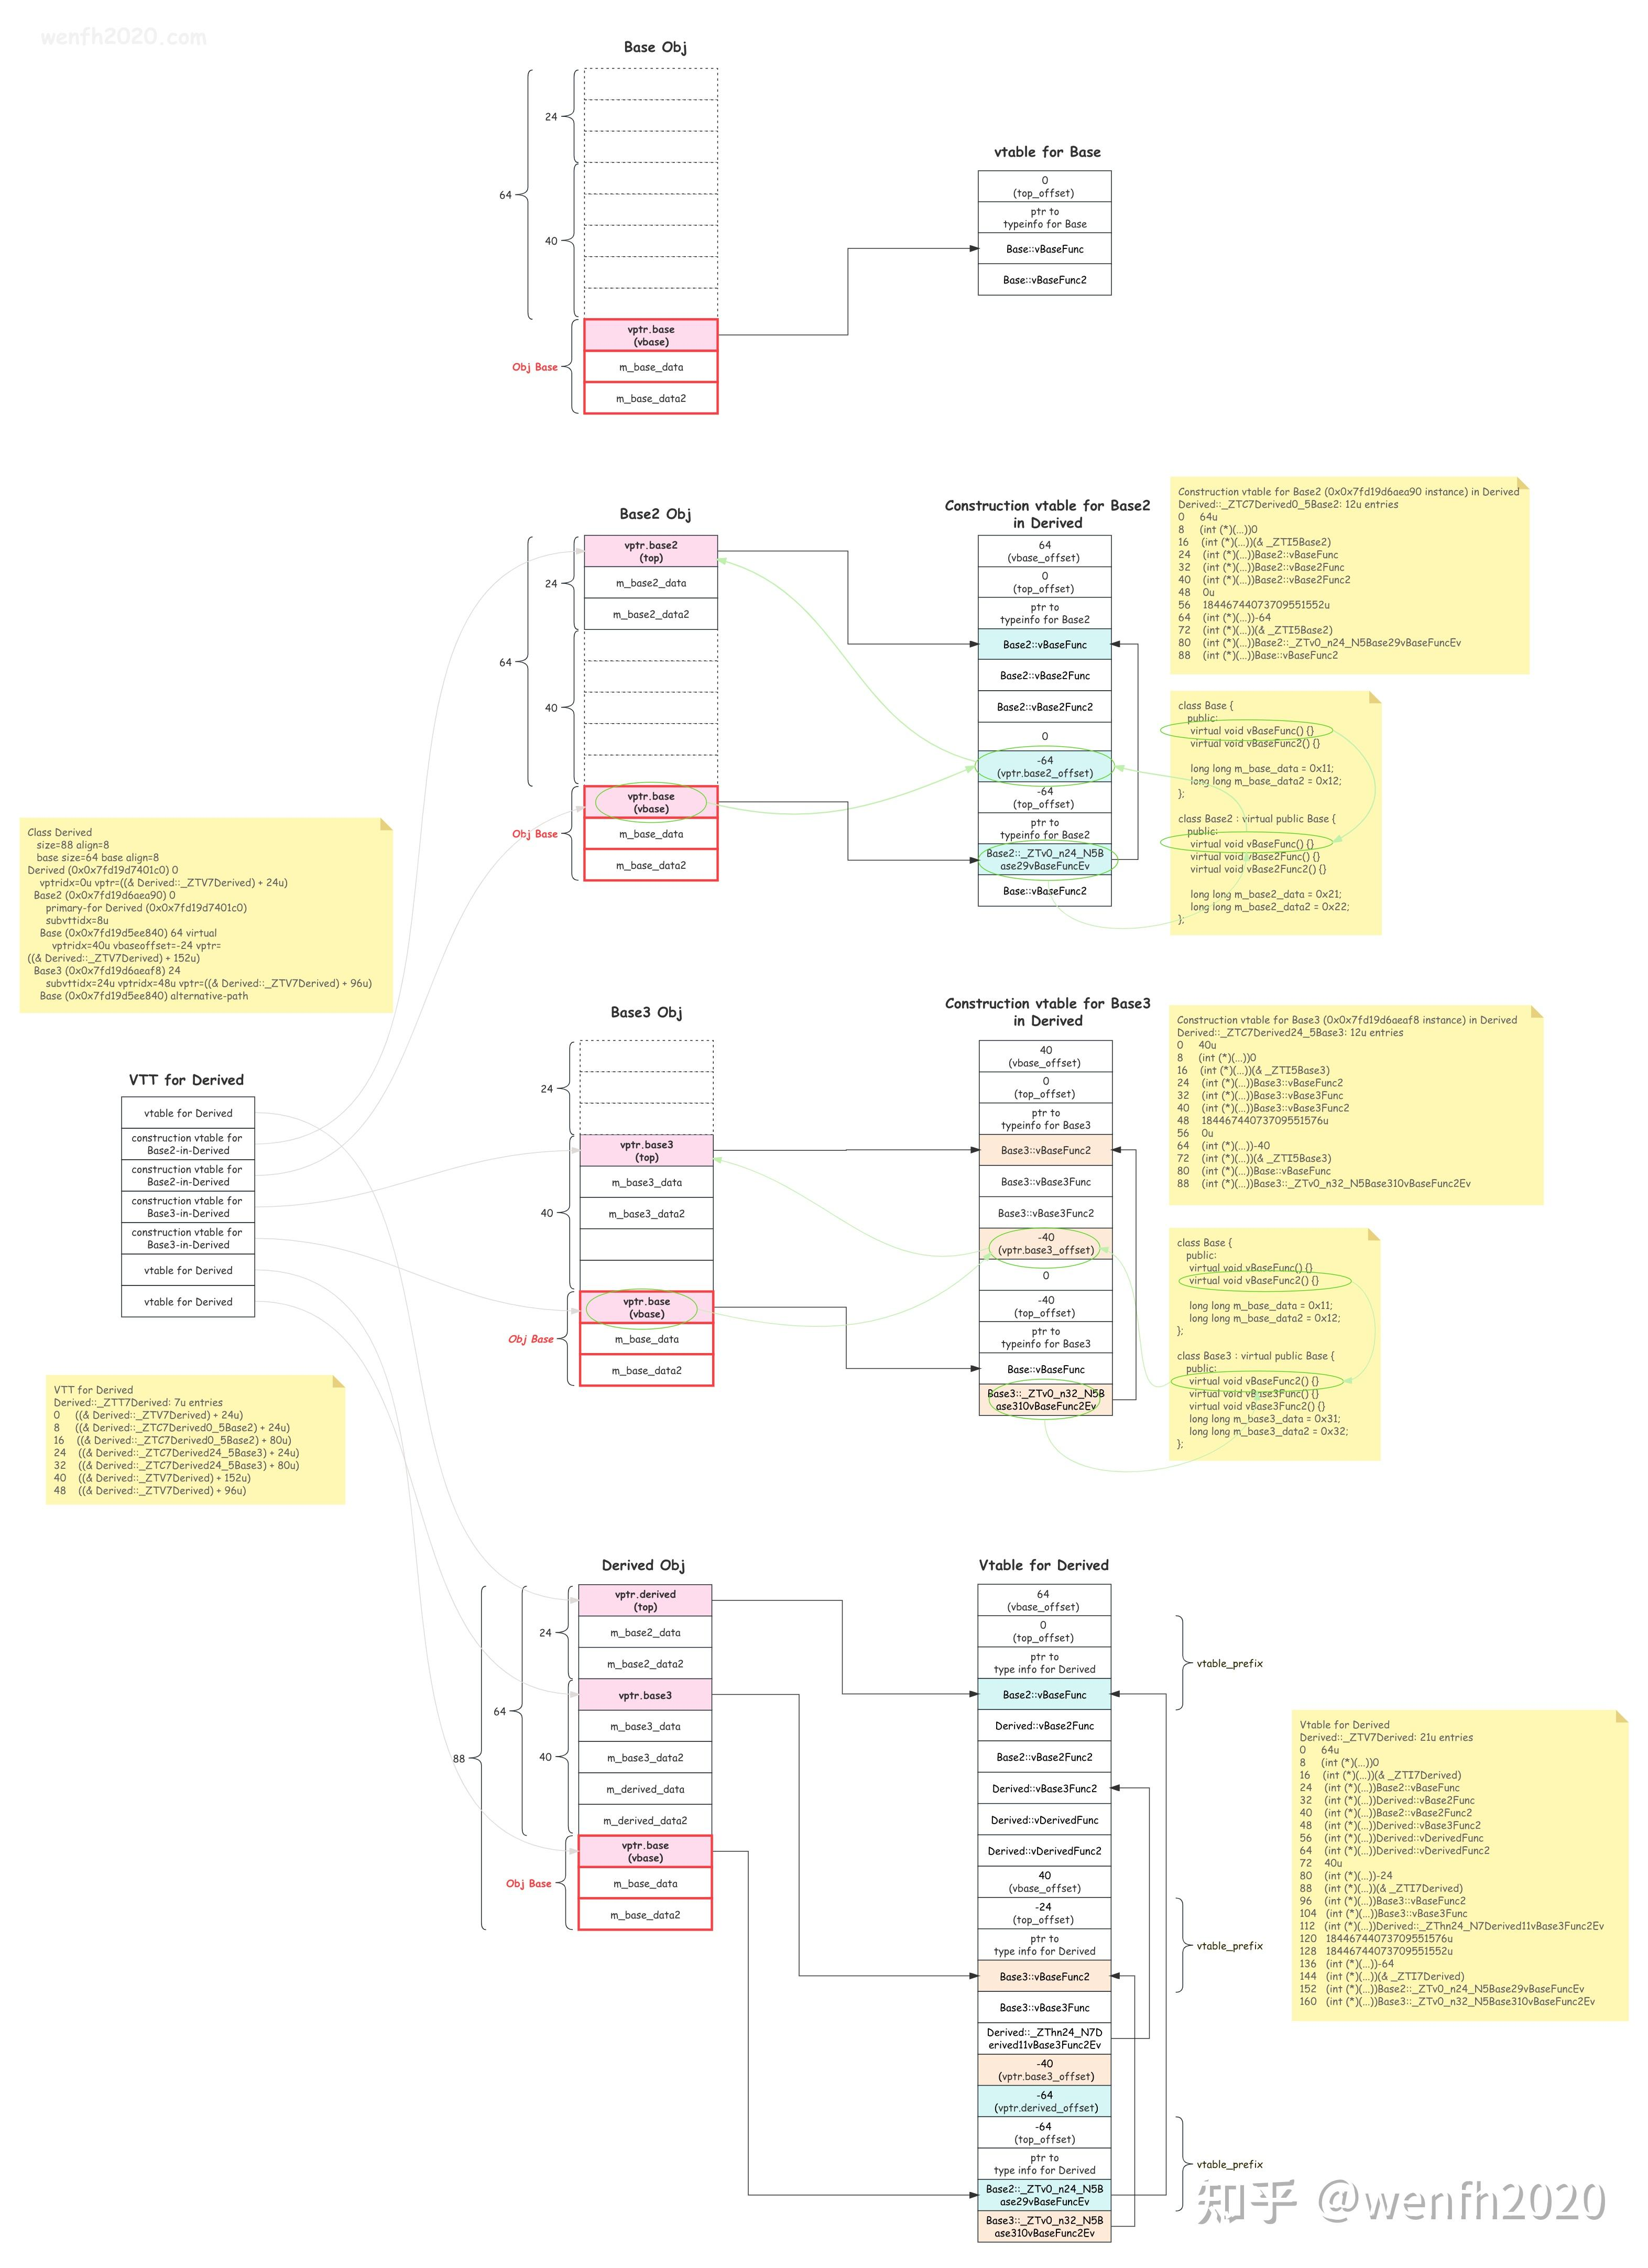 wenfh2020.com
Base Obj
24
64
40
vptr.base
(vbase)
Obj Base
m_base_data
m_base_data2
vtable for Base
0
(top_offset)
ptr to
typeinfo for Base
Base::vBaseFunc
Base::vBaseFunc2
Base2 Obj
vptr.base2
(top)
24
m_base2_data
m_base2_data2
64
40
vptr.base
(vbase)
Obj Base
m_base_data
m_base_data2
Construction vtable for Base2
in Derived
64
(vbase_offset)
0
(top_offset)
ptr to
typeinfo for Base2
Base2::vBaseFunc
Base2::vBase2Func
Base2::vBase2Func2
0
-64
(vptr.base2_offset)
-64
(top_offset)
ptr to
typeinfo for Base2
Base2::_ZTv0_n24_N5B
ase29vBaseFuncEv
Base::vBaseFunc2
Construction vtable for Base2 (0x0x7fd19d6aea90 instance) in Derived
Derived::_ZTC7Derived0_5Base2: 12u entries
0 64u
8 (int (*)(...))0
16 (int (*)(...))(& _ZTI5Base2)
24 (int (*)(...))Base2::vBaseFunc
32 (int (*)(...))Base2::vBase2Func
40 (int (*)(...))Base2::vBase2Func2
48 0u
56 18446744073709551552u
64 (int (*)(...))-64
72 (int (*)(...))(& _ZTI5Base2)
80 (int (*)(...))Base2::_ZTv0_n24_N5Base29vBaseFuncEv
88 (int (*)(...))Base::vBaseFunc2
class Base {
public:
virtual void vBaseFunc() {}
virtual void vBaseFunc2() {}
long long m_base_data = 0x11;
long long m_base_data2 = 0x12;
};
class Base2 : virtual public Base {
public:
virtual void vBaseFunc() {}
virtual void vBase2Func() {}
virtual void vBase2Func2() {}
long long m_base2_data = 0x21;
long long m_base2_data2 = 0x22;
};
Class Derived
size=88 align=8
base size=64 base align=8
Derived (0x0x7fd19d7401c0) 0
vptridx=0u vptr=((& Derived::_ZTV7Derived) + 24u)
Base2 (0x0x7fd19d6aea90) 0
primary-for Derived (0x0x7fd19d7401c0)
subvttidx=8u
Base (0x0x7fd19d5ee840) 64 virtual
vptridx=40u vbaseoffset=-24 vptr=
((& Derived::_ZTV7Derived) + 152u)
Base3 (0x0x7fd19d6aeaf8) 24
subvttidx=24u vptridx=48u vptr=((& Derived::_ZTV7Derived) + 96u)
Base (0x0x7fd19d5ee840) alternative-path
VTT for Derived
vtable for Derived
construction vtable for
Base2-in-Derived
construction vtable for
Base2-in-Derived
construction vtable for
Base3-in-Derived
construction vtable for
Base3-in-Derived
vtable for Derived
vtable for Derived
VTT for Derived
Derived::_ZTT7Derived: 7u entries
0 ((& Derived::_ZTV7Derived) + 24u)
8 ((& Derived::_ZTC7Derived0_5Base2) + 24u)
16 ((& Derived::_ZTC7Derived0_5Base2) + 80u)
24 ((& Derived::_ZTC7Derived24_5Base3) + 24u)
32 ((& Derived::_ZTC7Derived24_5Base3) + 80u)
40 ((& Derived::_ZTV7Derived) + 152u)
48 ((& Derived::_ZTV7Derived) + 96u)
Base3 Obj
24
vptr.base3
(top)
m_base3_data
40
m_base3_data2
vptr.base
(vbase)
Obj Base
m_base_data
m_base_data2
Construction vtable for Base3
in Derived
40
(vbase_offset)
0
(top_offset)
ptr to
typeinfo for Base3
Base3::vBaseFunc2
Base3::vBase3Func
Base3::vBase3Func2
-40
(vptr.base3_offset)
0
-40
(top_offset)
ptr to
typeinfo for Base3
Base::vBaseFunc
Base3::_ZTv0_n32_N5B
ase310vBaseFunc2Ev
Construction vtable for Base3 (0x0x7fd19d6aeaf8 instance) in Derived
Derived::_ZTC7Derived24_5Base3: 12u entries
0 40u
8 (int (*)(...))0
16 (int (*)(...))(& _ZTI5Base3)
24 (int (*)(...))Base3::vBaseFunc2
32 (int (*)(...))Base3::vBase3Func
40 (int (*)(...))Base3::vBase3Func2
48 18446744073709551576u
56 0u
64 (int (*)(...))-40
72 (int (*)(...))(& _ZTI5Base3)
80 (int (*)(...))Base::vBaseFunc
88 (int (*)(...))Base3::_ZTv0_n32_N5Base310vBaseFunc2Ev
class Base {
public:
virtual void vBaseFunc() {}
virtual void vBaseFunc2() {}
long long m_base_data = 0x11;
long long m_base_data2 = 0x12;
};
class Base3 : virtual public Base {
public:
virtual void vBaseFunc2() {}
virtual void vBase3Func() {}
virtual void vBase3Func2() {}
long long m_base3_data = 0x31;
long long m_base3_data2 = 0x32;
};
Derived Obj
vptr.derived
(top)
24
m_base2_data
m_base2_data2
vptr.base3
64
m_base3_data
88
40
m_base3_data2
m_derived_data
m_derived_data2
vptr.base
(vbase)
Obj Base
m_base_data
m_base_data2
Vtable for Derived
64
(vbase_offset)
0
(top_offset)
ptr to
type info for Derived
vtable_prefix
Base2::vBaseFunc
Derived::vBase2Func
Base2::vBase2Func2
Derived::vBase3Func2
Derived::vDerivedFunc
Derived::vDerivedFunc2
40
(vbase_offset)
-24
(top_offset)
ptr to
type info for Derived
vtable_prefix
Base3::vBaseFunc2
Base3::vBase3Func
Derived::_ZThn24_N7D
erived11vBase3Func2Ev
-40
(vptr.base3_offset)
-64
(vptr.derived_offset)
-64
(top_offset)
ptr to
type info for Derived
vtable_prefix
Base2::_ZTv0_n24_N5B
ase29vBaseFuncEv
Base3::_ZTv0_n32_N5B
ase310vBaseFunc2Ev
Vtable for Derived
Derived::_ZTV7Derived: 21u entries
0 64u
8 (int (*)(...))0
16 (int (*)(...))(& _ZTI7Derived)
24 (int (*)(...))Base2::vBaseFunc
32 (int (*)(...))Derived::vBase2Func
40 (int (*)(...))Base2::vBase2Func2
48 (int (*)(...))Derived::vBase3Func2
56 (int (*)(...))Derived::vDerivedFunc
64 (int (*)(...))Derived::vDerivedFunc2
72 40u
80 (int (*)(...))-24
88 (int (*)(...))(& _ZTI7Derived)
96 (int (*)(...))Base3::vBaseFunc2
104 (int (*)(...))Base3::vBase3Func
112 (int (*)(...))Derived::_ZThn24_N7Derived11vBase3Func2Ev
120 18446744073709551576u
128 18446744073709551552u
136 (int (*)(...))-64
144 (int (*)(...))(& _ZTI7Derived)
152 (int (*)(...))Base2::_ZTv0_n24_N5Base29vBaseFuncEv
160 (int (*)(...))Base3::_ZTv0_n32_N5Base310vBaseFunc2Ev
知乎 @wenfh2020